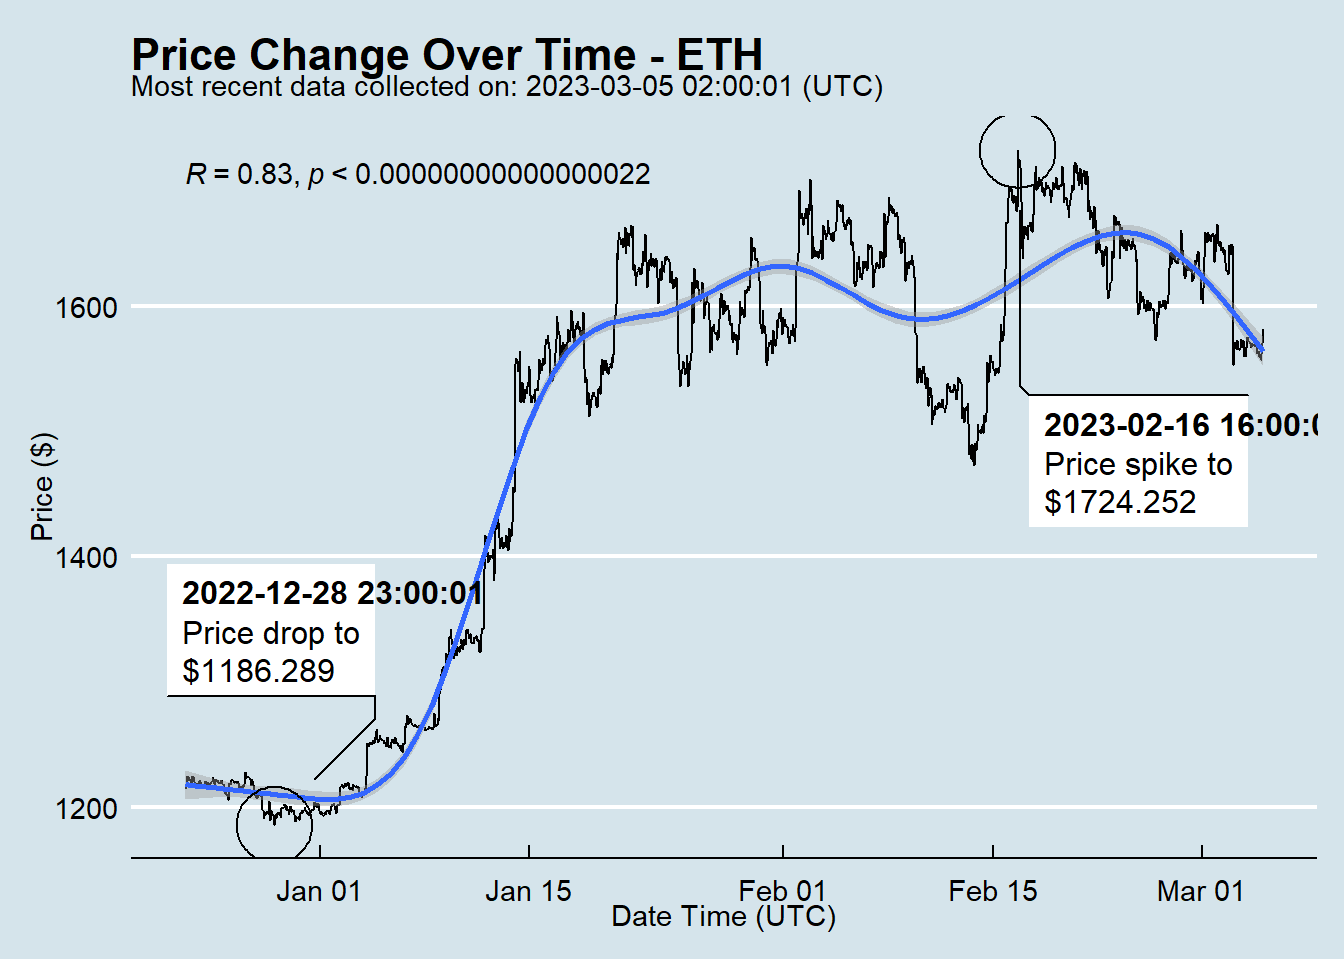 Price Change Over Time - ETH
Most recent data collected on: 2023-03-05 02:00:01 (UTC)
R = 0.83, p < 0.00000000000000022
Price ($)
1600
1400
1200
2023-02-16 16:00:0
Price spike to
$1724.252
2022-12-28 23:00:01
Price drop to
$1186.289
Jan 01
Jan 15
Feb 01
Feb 15
Mar 01
Date Time (UTC)